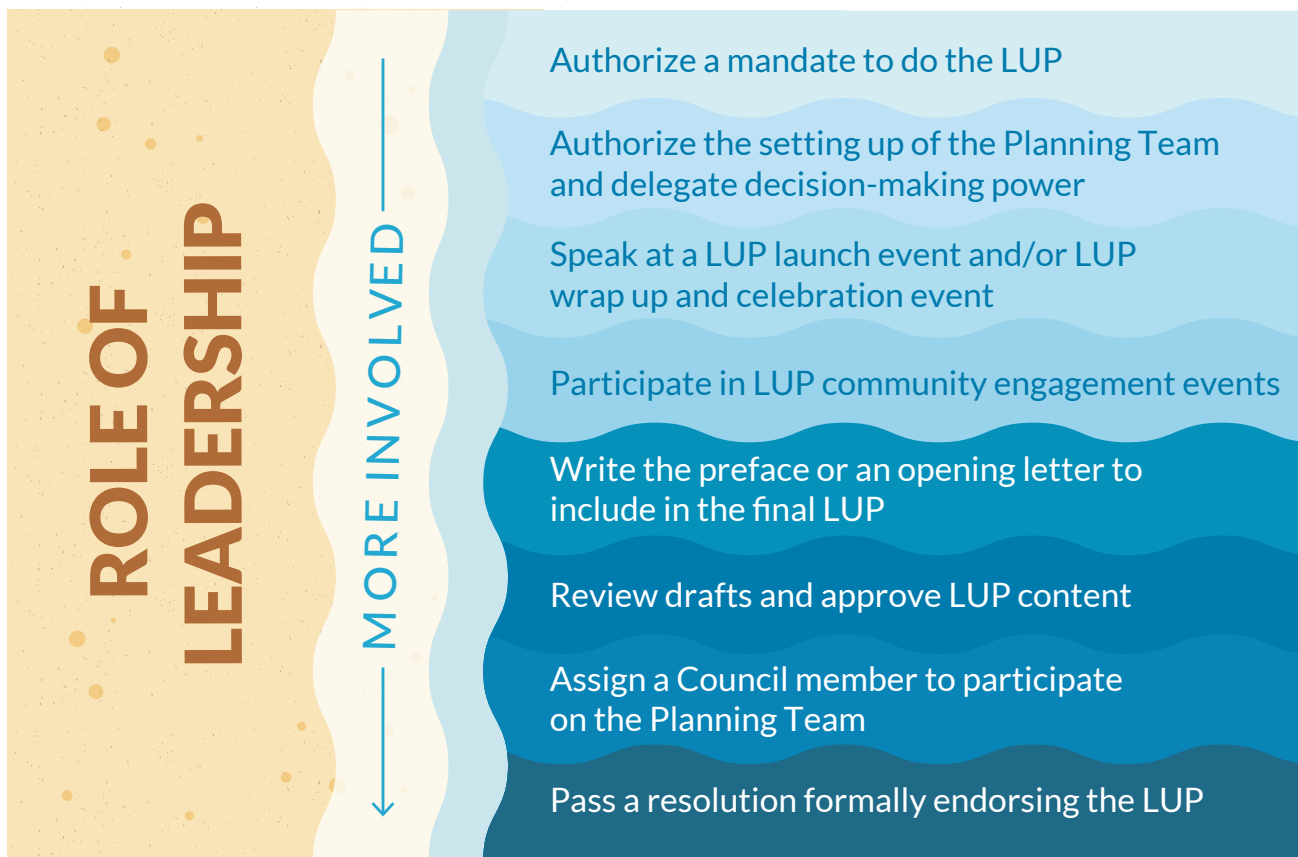 ROLE OF
LEADERSHIP
MORE INVOLVED
Authorize a mandate to do the LUP
Authorize the setting up of the Planning Team
and delegate decision-making power
Speak at a LUP launch event and/or LUP
wrap up and celebration event
Participate in LUP community engagement events
Write the preface or an opening letter to
include in the final LUP
Review drafts and approve LUP content
Assign a Council member to participate
on the Planning Team
Pass a resolution formally endorsing the LUP